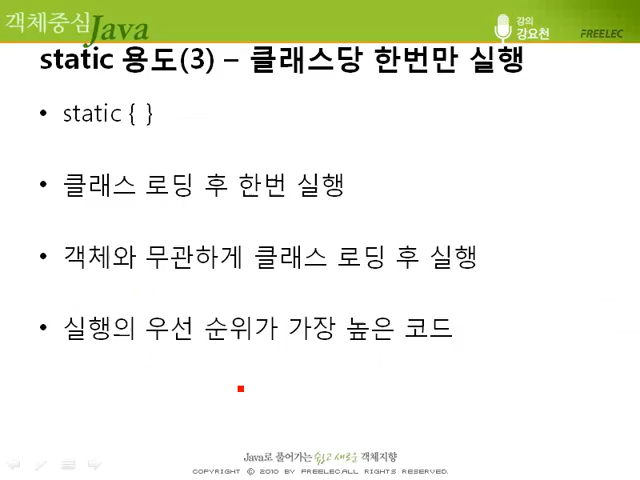 객체중심 Java
강의
강요천
FREELEC
static 용도(3) – 클래스당 한번만 실행
• static { }
• 클래스 로딩 후 한번 실행
• 객체와 무관하게 클래스 로딩 후 실행
• 실행의 우선 순위가 가장 높은 코드
Java로 풀어가는 쉽고 새로운 객체지향
COPYRIGHT © 2010 BY FREELEC ALL RIGHTS RESERVED.